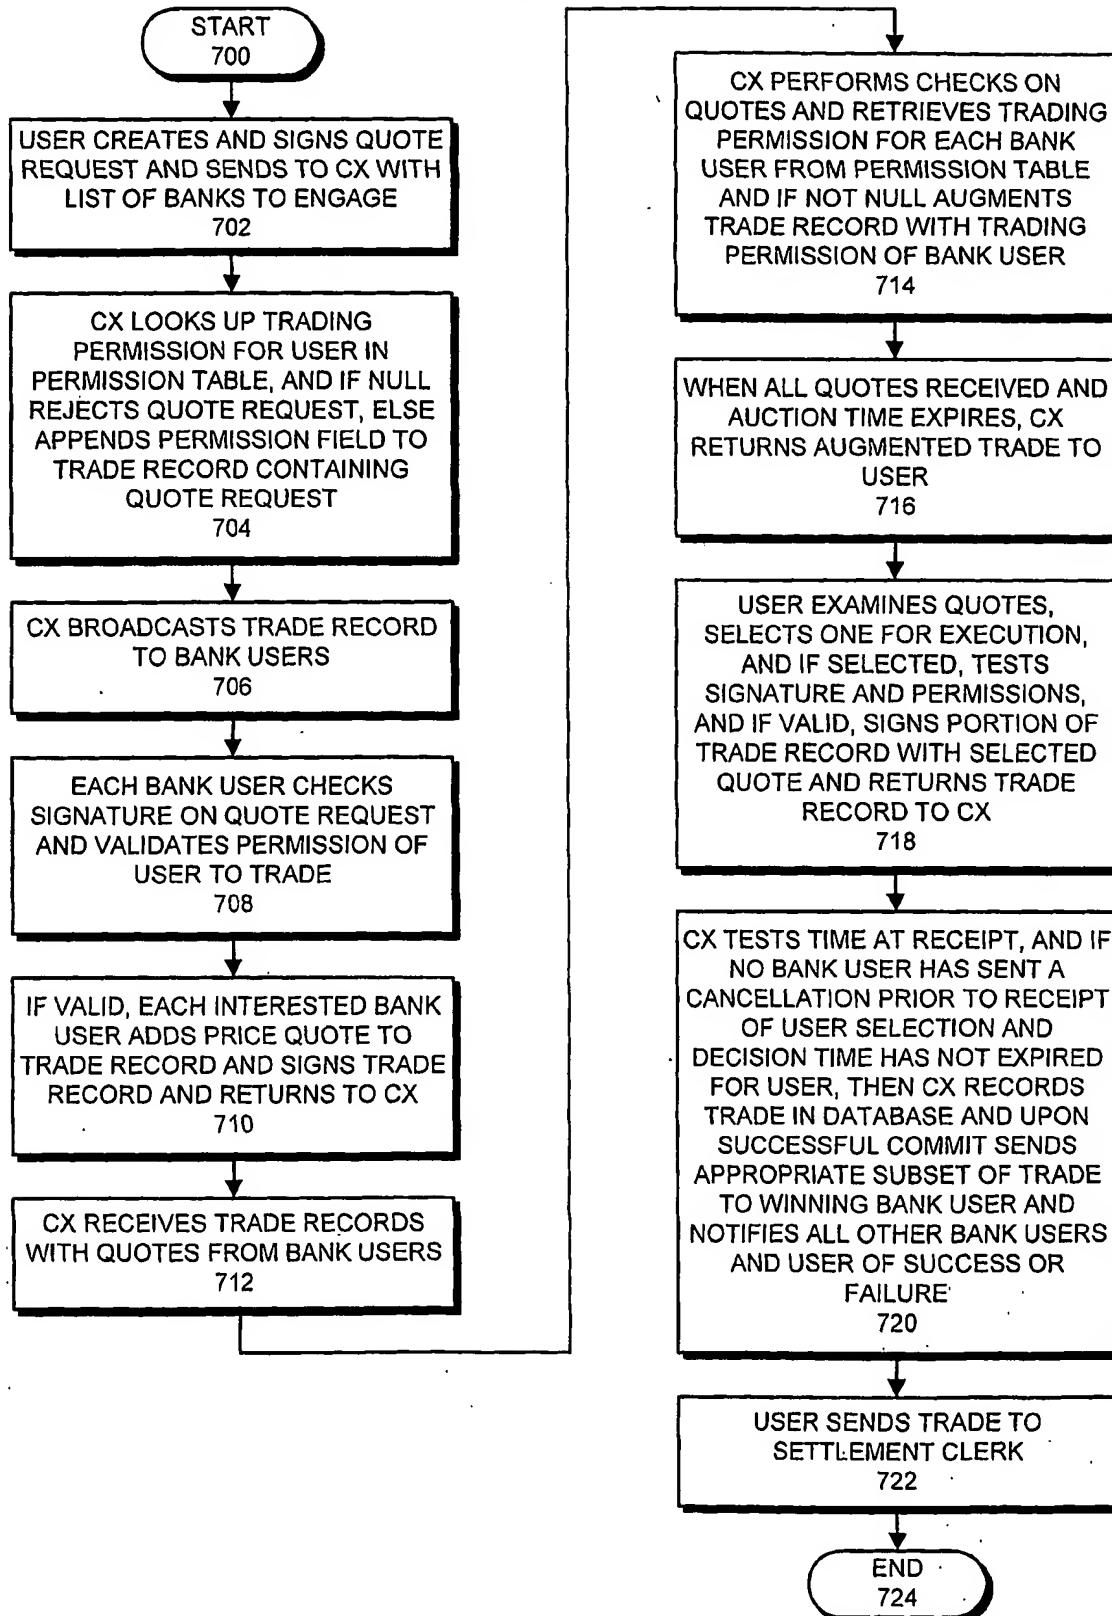 START
700
USER CREATES AND SIGNS QUOTE
REQUEST AND SENDS TO CX WITH
LIST OF BANKS TO ENGAGE
702
CX LOOKS UP TRADING
PERMISSION FOR USER IN
PERMISSION TABLE, AND IF NULL
REJECTS QUOTE REQUEST, ELSE
APPENDS PERMISSION FIELD TO
TRADE RECORD CONTAINING
QUOTE REQUEST
704
CX BROADCASTS TRADE RECORD
TO BANK USERS
706
EACH BANK USER CHECKS
SIGNATURE ON QUOTE REQUEST
AND VALIDATES PERMISSION OF
USER TO TRADE
708
IF VALID, EACH INTERESTED BANK
USER ADDS PRICE QUOTE TO
TRADE RECORD AND SIGNS TRADE
RECORD AND RETURNS TO CX
710
CX RECEIVES TRADE RECORDS
WITH QUOTES FROM BANK USERS
712
CX PERFORMS CHECKS ON
QUOTES AND RETRIEVES TRADING
PERMISSION FOR EACH BANK
USER FROM PERMISSION TABLE
AND IF NOT NULL AUGMENTS
TRADE RECORD WITH TRADING
PERMISSION OF BANK USER
714
WHEN ALL QUOTES RECEIVED AND
AUCTION TIME EXPIRES, CX
RETURNS AUGMENTED TRADE TO
USER
716
USER EXAMINES QUOTES,
SELECTS ONE FOR EXECUTION,
AND IF SELECTED, TESTS
SIGNATURE AND PERMISSIONS,
AND IF VALID, SIGNS PORTION OF
TRADE RECORD WITH SELECTED
QUOTE AND RETURNS TRADE
RECORD TO CX
718
CX TESTS TIME AT RECEIPT, AND IF
NO BANK USER HAS SENT A
CANCELLATION PRIOR TO RECEIPT
OF USER SELECTION AND
DECISION TIME HAS NOT EXPIRED
FOR USER, THEN CX RECORDS
TRADE IN DATABASE AND UPON
SUCCESSFUL COMMIT SENDS
APPROPRIATE SUBSET OF TRADE
TO WINNING BANK USER AND
NOTIFIES ALL OTHER BANK USERS
AND USER OF SUCCESS OR
FAILURE
720
USER SENDS TRADE TO
SETTLEMENT CLERK
722
END
724